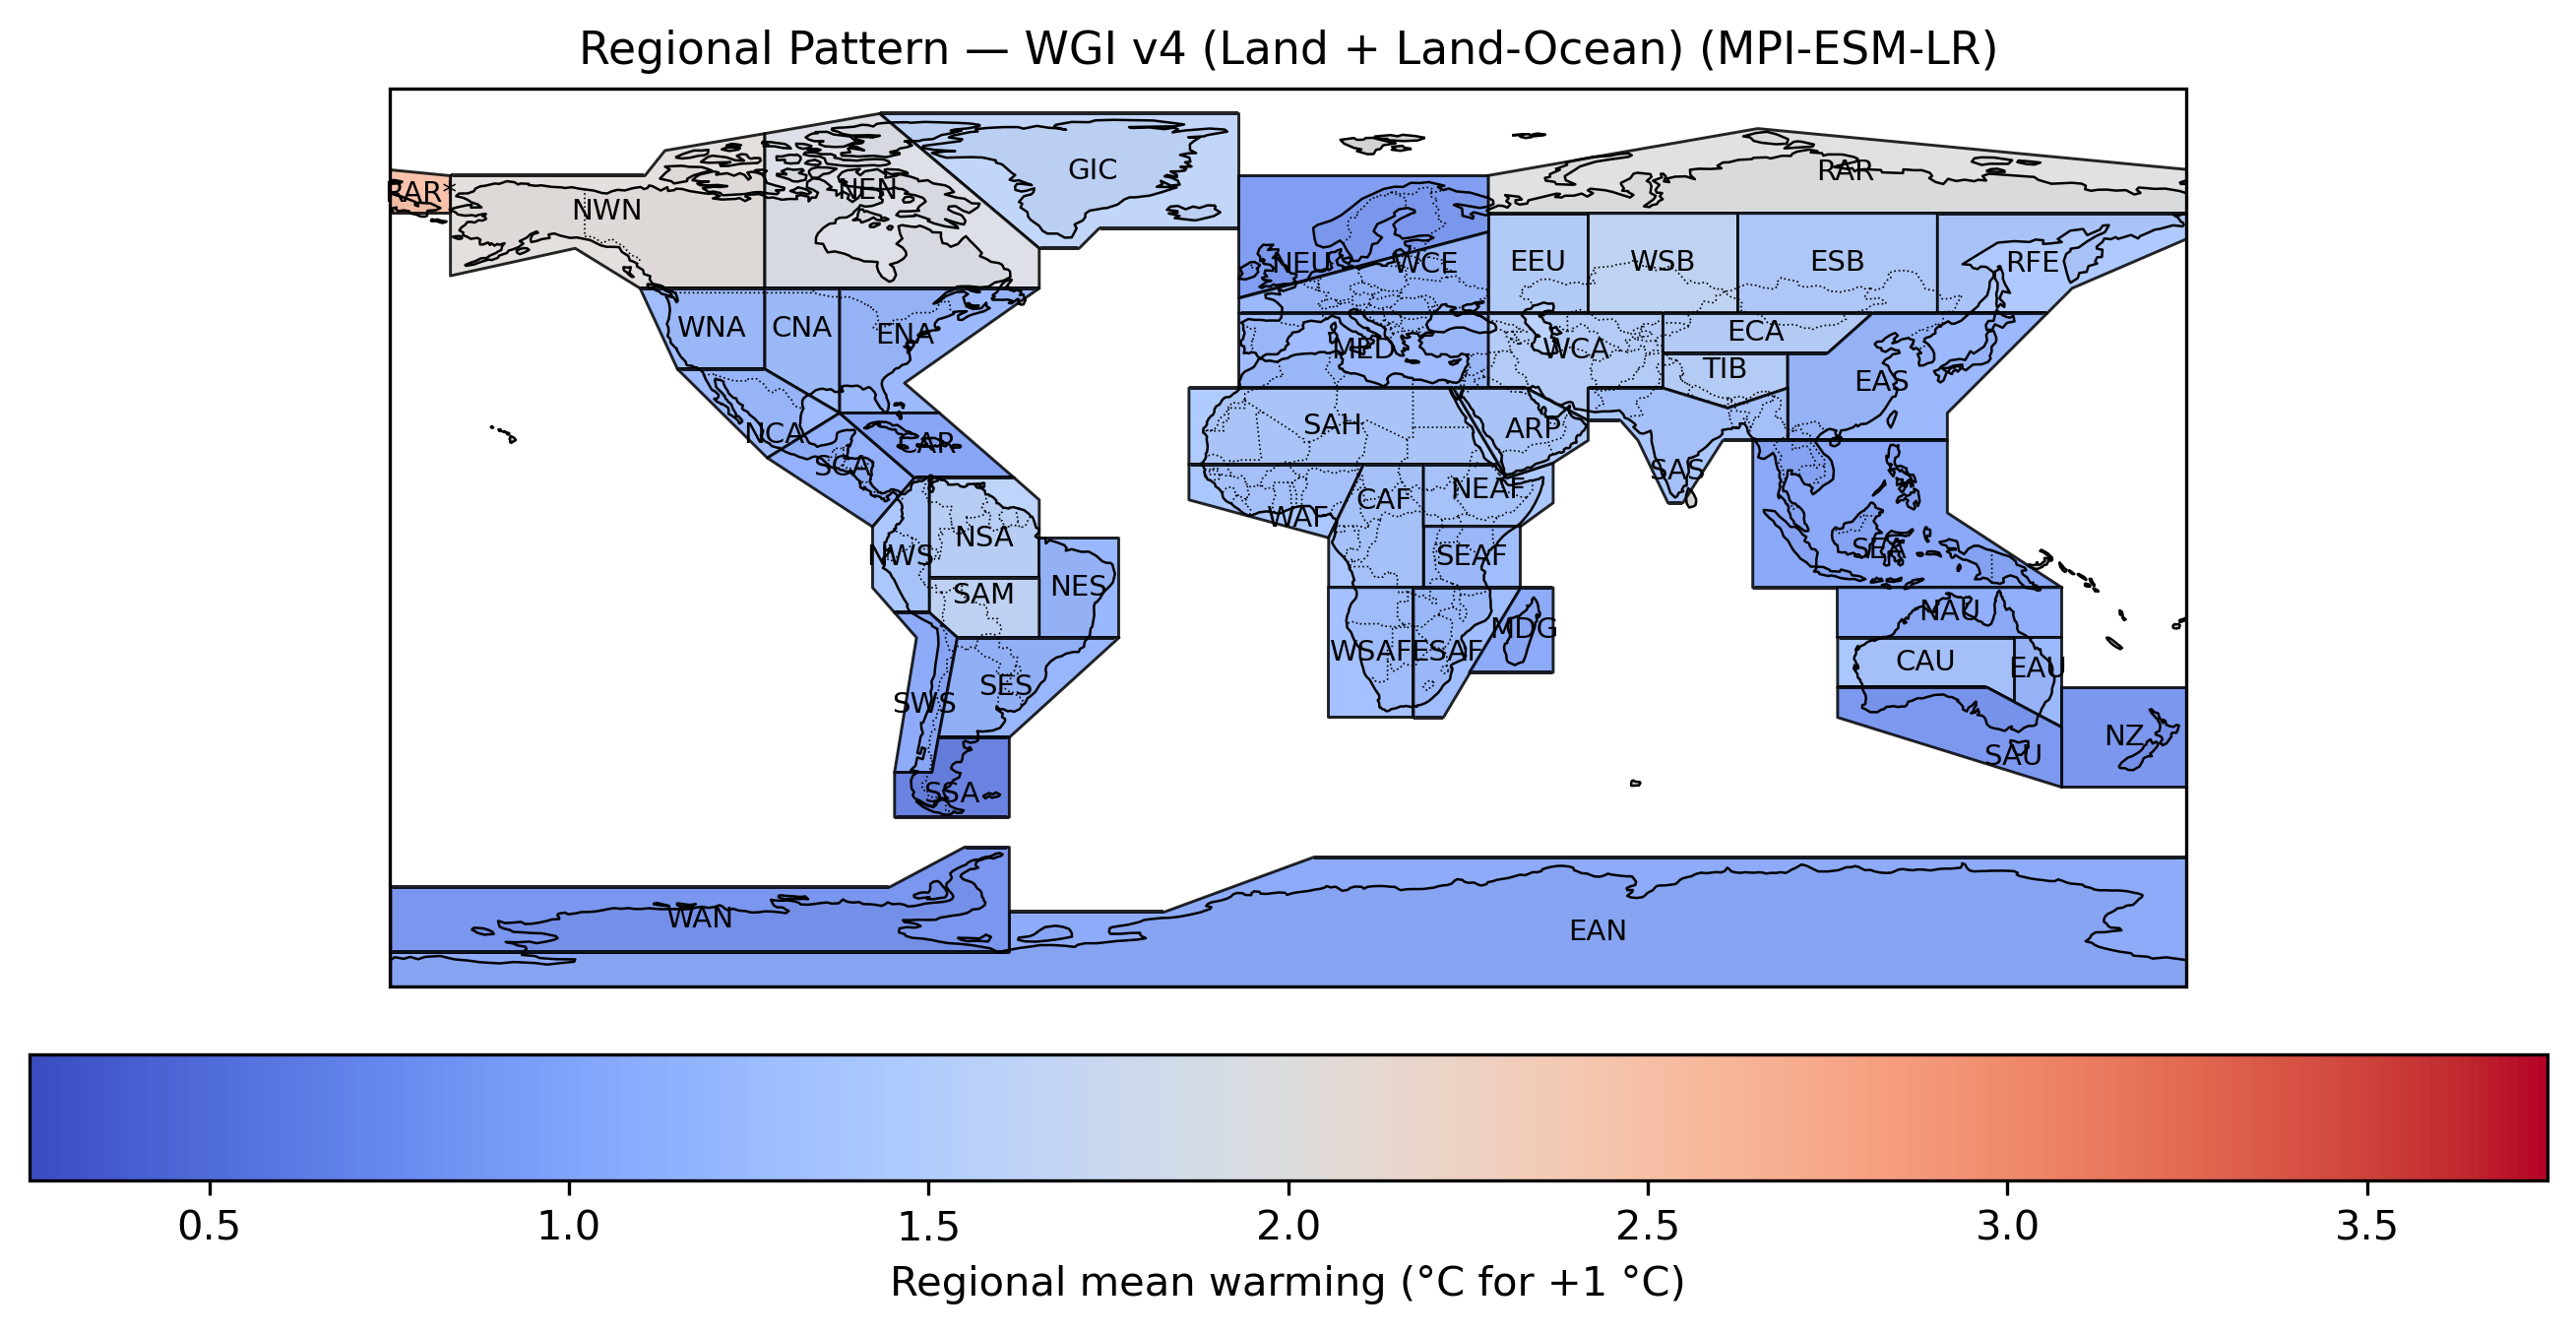 Regional Pattern — WGI v4 (Land + Land-Ocean) (MPI-ESM-LR)
GIC
RAR*
NWN
NEN
RAR
NEU
WCE
EEU
WSB
ESB
RFE
WNA
CNA
ENA
MED
WCA
ECA
TIB
EAS
NCA
SCA
CAR
SAH
ARP
SAS
WAF
CAF
NEAF
NWS
NSA
SEAF
SEA
SAM
NES
NAU
MDG
WSAF
ESAF
CAU
EAU
SWS
SES
NZ
SAU
SSA
WAN
EAN
0.5 1.0 1.5 2.0 2.5 3.0 3.5
Regional mean warming (°C for +1 °C)